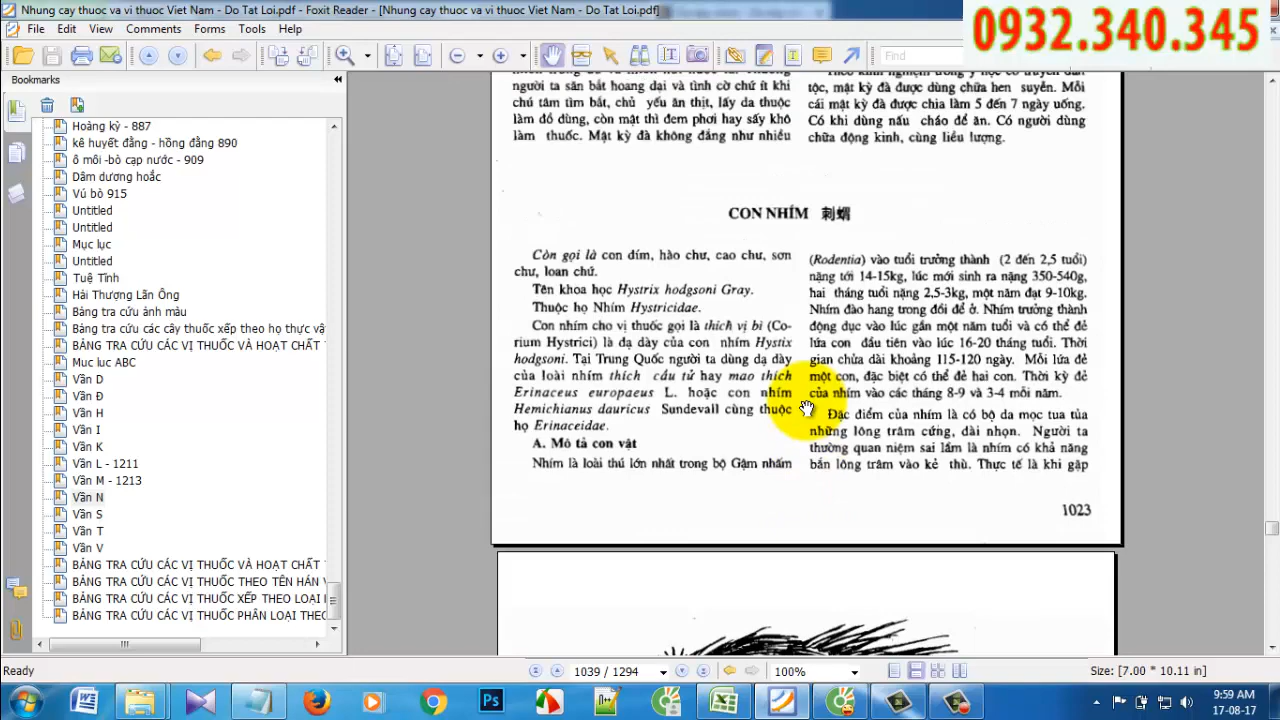 Nhung cay thuoc va vi thuoc Viet Nam - Do Tat Loi.pdf - Foxit Reader - [Nhung cay thuoc va vi thuoc Viet Nam - Do Tat Loi.pdf]
0932.340.345
File Edit View Comments Forms Tools Help
Find
Bookmarks
Hoàng kỳ - 887
kê huyết đằng - hồng đằng 890
ô môi -bò cạp nước - 909
Dâm dương hoắc
Vú bò 915
Untitled
Untitled
Mục lục
Untitled
Tuệ Tĩnh
Hải Thượng Lãn Ông
Bảng tra cứu ảnh màu
Bảng tra cứu các cây thuốc xếp theo họ thực vậ
BẢNG TRA CỨU CÁC VỊ THUỐC VÀ HOẠT CHẤT
Muc luc ABC
Vần D
Vần Đ
Vần H
Vần I
Vần K
Vần L - 1211
Vần M - 1213
Vần N
Vần S
Vần T
Vần V
BẢNG TRA CỨU CÁC VỊ THUỐC VÀ HOẠT CHẤT
BẢNG TRA CỨU CÁC VỊ THUỐC THEO TÊN HÁN
BẢNG TRA CỨU CÁC VỊ THUỐC XẾP THEO LOẠI
BẢNG TRA CỨU CÁC VỊ THUỐC PHÂN LOẠI THEO
người ta săn bắt hoang dại và tình cờ chứ ít khi
chú tâm tìm bắt, chủ yếu ăn thịt, lấy da thuộc
làm đồ dùng, còn mật thì đem phơi hay sấy khô
làm thuốc. Mật kỳ đà không đắng như nhiều
Theo kinh nghiệm trong y học cổ truyền dân
tộc, mật kỳ đà được dùng chữa hen suyễn. Mỗi
cái mật kỳ đà được chia làm 5 đến 7 ngày uống.
Có khi dùng nấu cháo để ăn. Có người dùng
chữa động kinh, cùng liều lượng.
CON NHÍM 刺蝟
Còn gọi là con dím, hào chư, cao chư, sơn
chư, loan chứ.
Tên khoa học Hystrix hodgsoni Gray.
Thuộc họ Nhím Hystricidae.
Con nhím cho vị thuốc gọi là thích vị bì (Co-
rium Hystrici) là dạ dày của con nhím Hystix
hodgsoni. Tại Trung Quốc người ta dùng dạ dày
của loài nhím thích cấu tứ hay mao thích
Erinaceus europaeus L. hoặc con nhím
Hemichianus dauricus Sundevall cùng thuộc
họ Erinaceidae.
A. Mô tả con vật
Nhím là loài thú lớn nhất trong bộ Gậm nhấm
(Rodentia) vào tuổi trưởng thành (2 đến 2,5 tuổi)
nặng tới 14-15kg, lúc mới sinh ra nặng 350-540g,
hai tháng tuổi nặng 2,5-3kg, một năm đạt 9-10kg.
Nhím đào hang trong đồi để ở. Nhím trưởng thành
động dục vào lúc gần một năm tuổi và có thể đẻ
lứa con đầu tiên vào lúc 16-20 tháng tuổi. Thời
gian chửa dài khoảng 115-120 ngày. Mỗi lứa đẻ
một con, đặc biệt có thể đẻ hai con. Thời kỳ đẻ
của nhím vào các tháng 8-9 và 3-4 mỗi năm.
Đặc điểm của nhím là có bộ da mọc tua tủa
những lông trâm cứng, dài nhọn. Người ta
thường quan niệm sai lầm là nhím có khả năng
bắn lông trâm vào kẻ thù. Thực tế là khi gặp
1023
Ready
1039 / 1294
100%
Size: [7.00 * 10.11 in]
9:59 AM
17-08-17